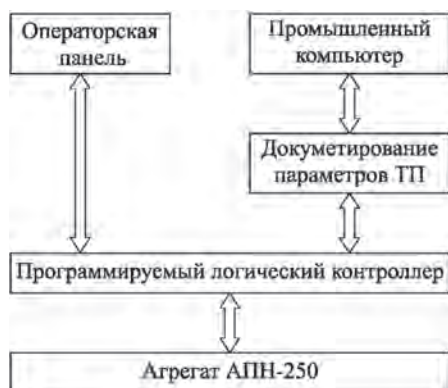 Операторская
панель
Промышленный
компьютер
Докуметирование
параметров ТП
Программируемый логический контроллер
Агрегат АПН-250